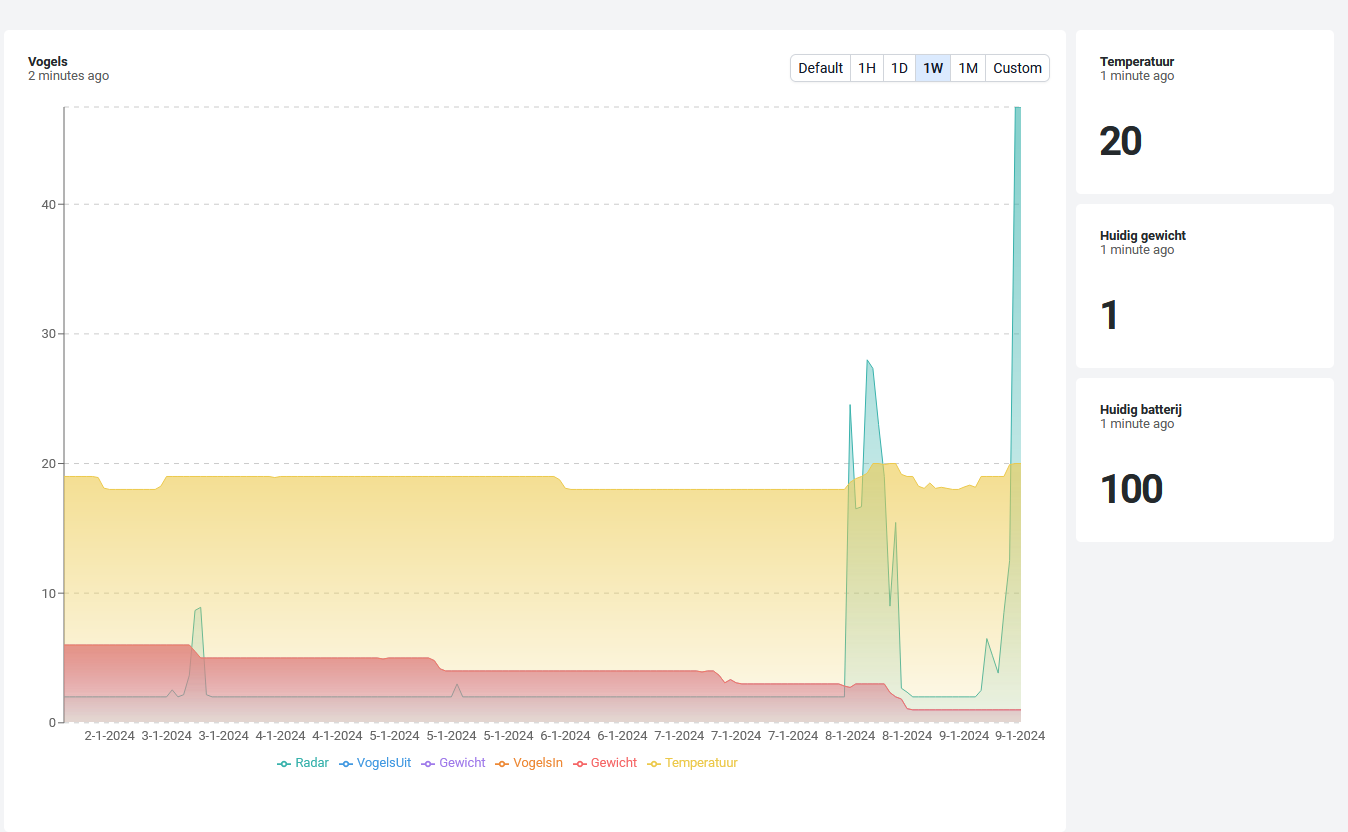 Vogels
2 minutes ago
Default 1H 1D 1W 1M Custom
40
30
20
10
0
2-1-2024 3-1-2024 3-1-2024 4-1-2024 4-1-2024 5-1-2024 5-1-2024 5-1-2024 6-1-2024 6-1-2024 7-1-2024 7-1-2024 7-1-2024 8-1-2024 8-1-2024 9-1-2024 9-1-2024
Radar VogelsUit Gewicht VogelsIn Gewicht Temperatuur
Temperatuur
1 minute ago
20
Huidig gewicht
1 minute ago
1
Huidig batterij
1 minute ago
100